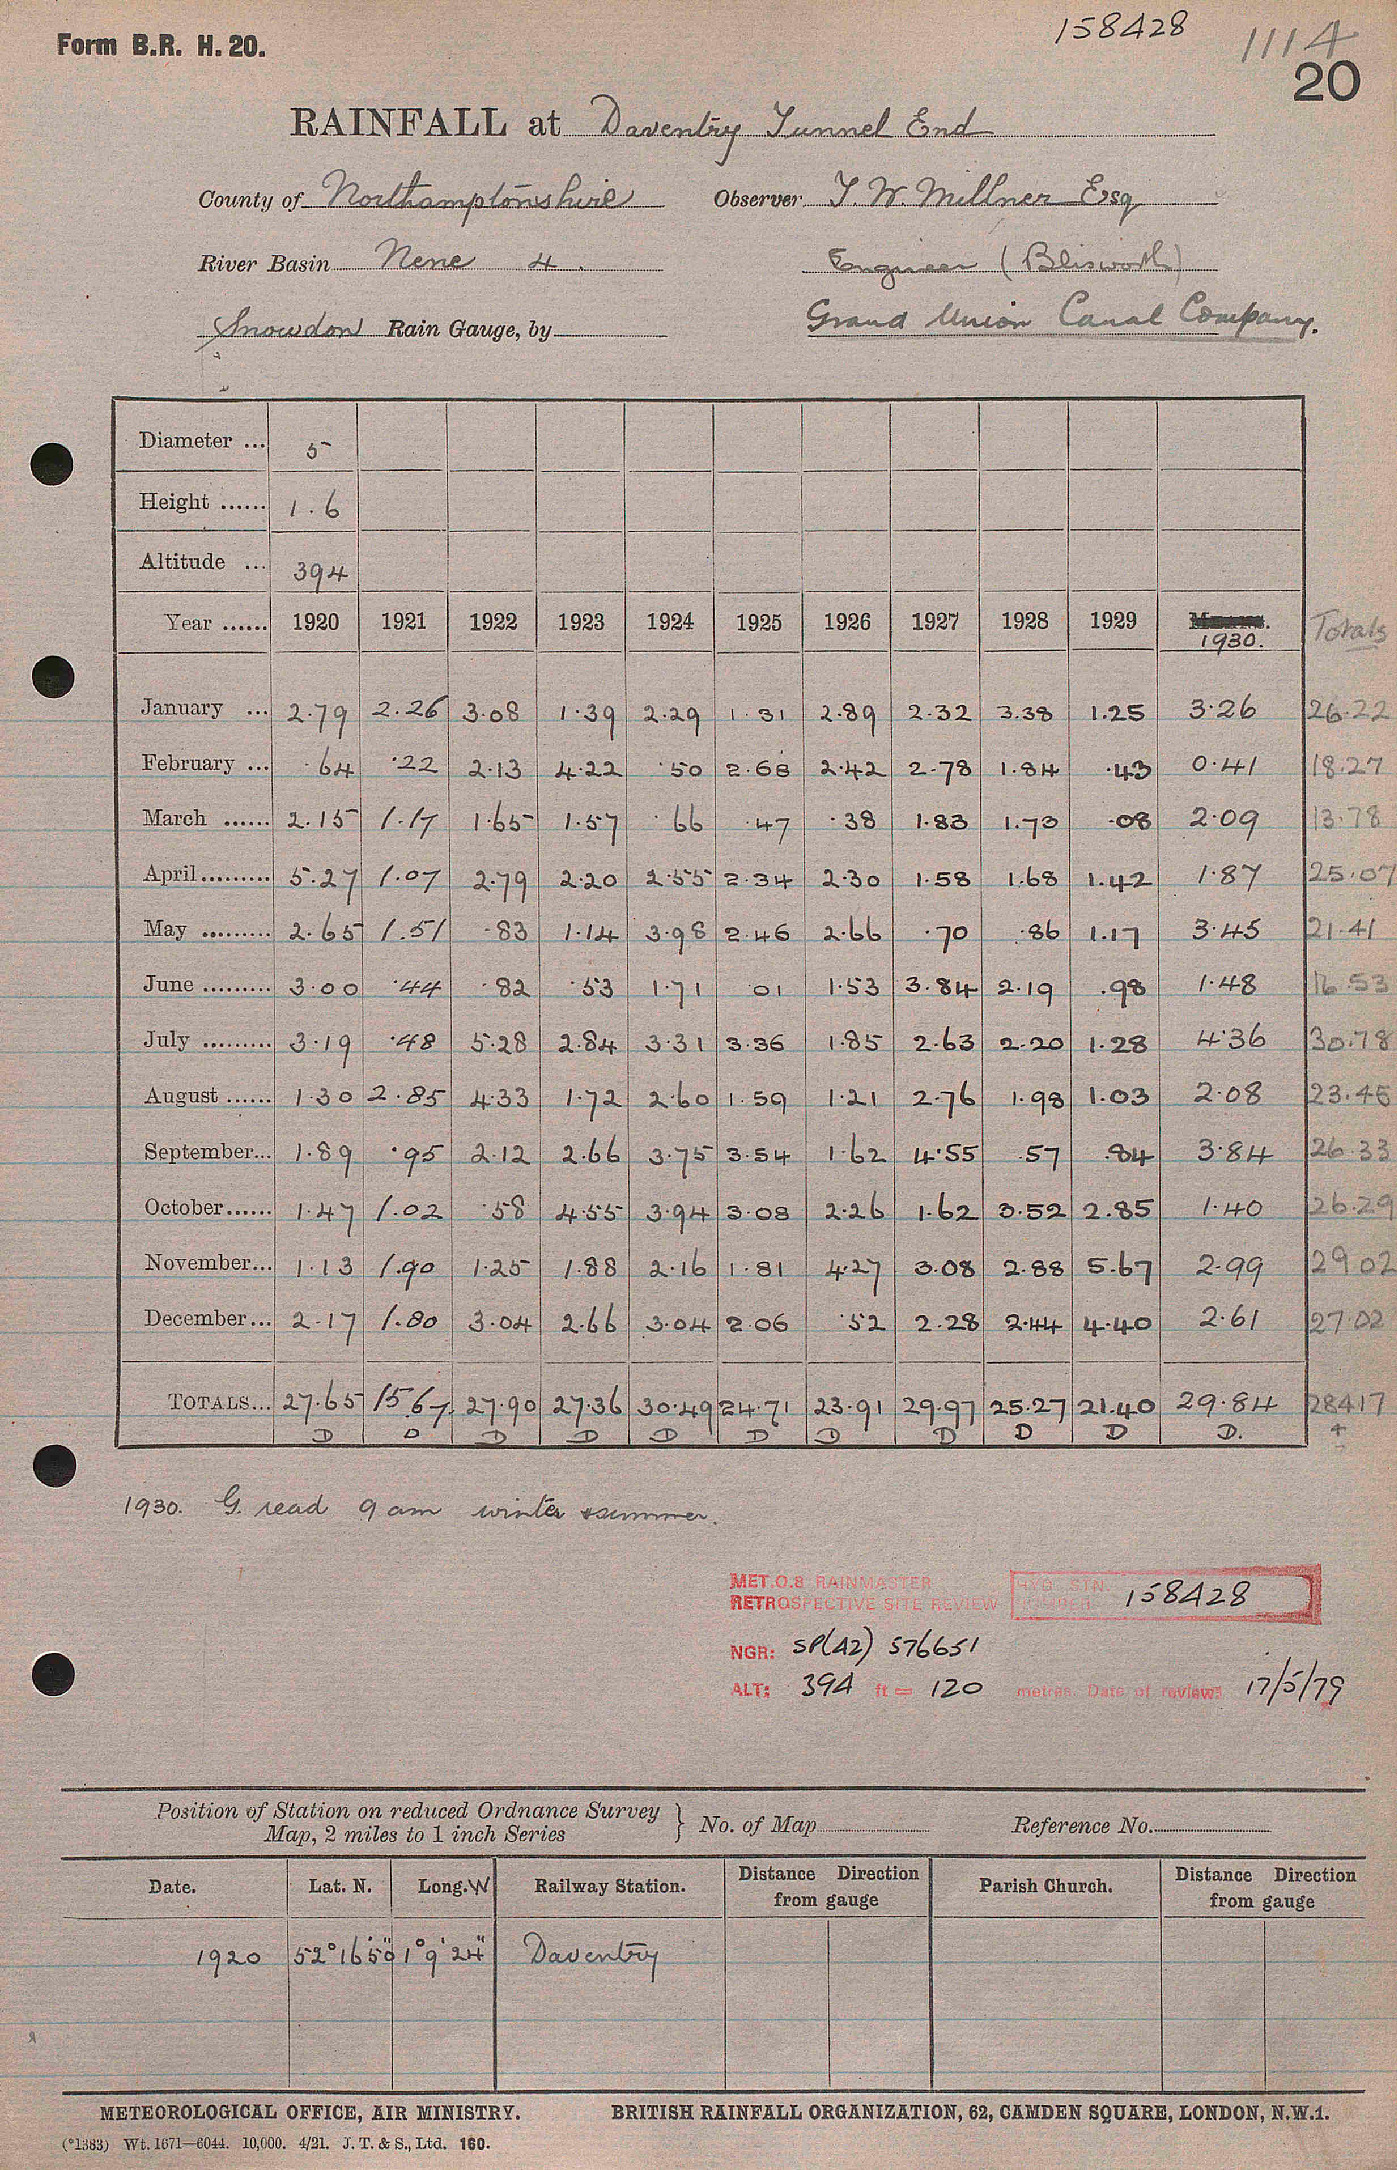 158428
1114
Form B.R. H. 20.
20
RAINFALL at Daventry Tunnel End
County of Northamptonshire Observer T. W. Millner Esq
River Basin Nene 4. Engineer (Blisworth)
Snowdon Rain Gauge, by Grand Union Canal Company.
Diameter ... 5
Height ...... 1.6
Altitude ... 394
Year ...... 1920 1921 1922 1923 1924 1925 1926 1927 1928 1929 1930. Totals
January ... 2.79 2.26 3.08 1.39 2.29 1.31 2.89 2.32 3.38 1.25 3.26 26.22
February ... .64 .22 2.13 4.22 .50 2.68 2.42 2.78 1.84 .43 0.41 18.27
March ...... 2.15 1.17 1.65 1.57 .66 .47 .38 1.83 1.73 .08 2.09 13.78
April ......... 5.27 1.07 2.79 2.20 2.55 2.34 2.30 1.58 1.68 1.42 1.87 25.07
May ......... 2.65 1.51 .83 1.14 3.98 2.46 2.66 .70 .86 1.17 3.45 21.41
June ......... 3.00 .44 .82 .53 1.71 .01 1.53 3.84 2.19 .98 1.48 16.53
July ......... 3.19 .48 5.28 2.84 3.31 3.36 1.85 2.63 2.20 1.28 4.36 30.78
August ...... 1.30 2.85 4.33 1.72 2.60 1.59 1.21 2.76 1.98 1.03 2.08 23.45
September... 1.89 .95 2.12 2.66 3.75 3.54 1.62 4.55 .57 .84 3.84 26.33
October...... 1.47 1.02 .58 4.55 3.94 3.08 2.26 1.62 3.52 2.85 1.40 26.29
November... 1.13 1.90 1.25 1.88 2.16 1.81 4.27 3.08 2.88 5.67 2.99 29.02
December... 2.17 1.80 3.04 2.66 3.04 2.06 .52 2.28 2.44 4.40 2.61 27.02
TOTALS... 27.65 15.67 27.90 27.36 30.49 24.71 23.91 29.97 25.27 21.40 29.84 284.17
D D D D D D D D D D D. +
1930. G. read 9 am winter & summer.
MET.O.8 RAINMASTER
RETROSPECTIVE SITE REVIEW
HYD. STN. NUMBER 158428
NGR: SP(42) 576651
ALT: 394 ft = 120 metres. Date of review: 17/5/79
Position of Station on reduced Ordnance Survey
Map, 2 miles to 1 inch Series } No. of Map Reference No.
Date. Lat. N. Long. W Railway Station. Distance Direction from gauge Parish Church. Distance Direction from gauge
1920 52° 16' 50" 1° 9' 24" Daventry
METEOROLOGICAL OFFICE, AIR MINISTRY. BRITISH RAINFALL ORGANIZATION, 62, CAMDEN SQUARE, LONDON, N.W.1.
(*1383) Wt. 1671—6044. 10,000. 4/21. J. T. & S., Ltd. 160.